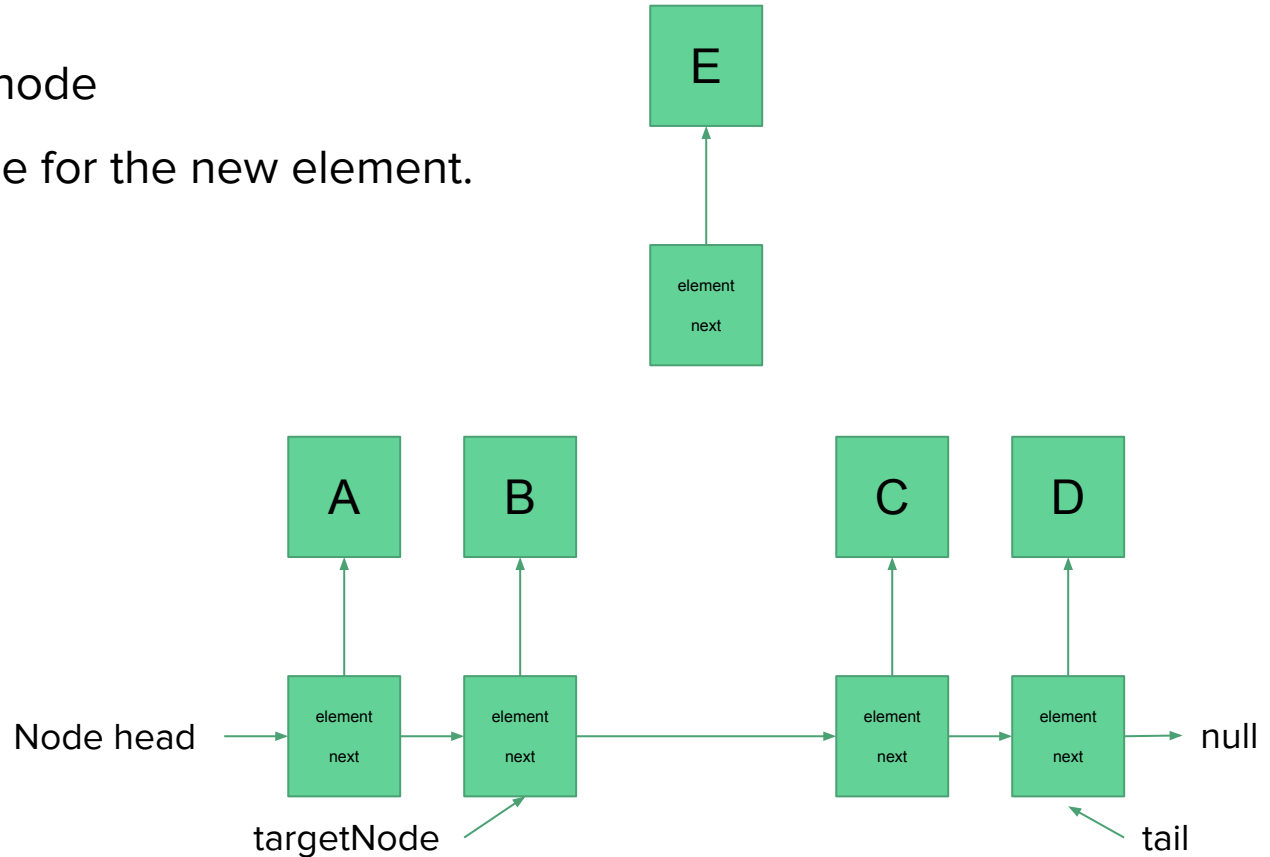 node
e for the new element.
E
element
next
A
B
C
D
Node head
element
next
element
next
element
next
element
next
null
targetNode
tail